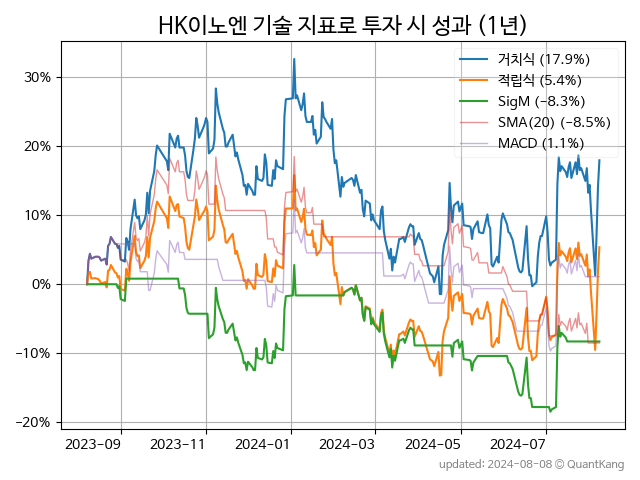 HK이노엔 기술 지표로 투자 시 성과 (1년)
거치식 (17.9%)
적립식 (5.4%)
SigM (−8.3%)
SMA(20) (−8.5%)
MACD (1.1%)
30%
20%
10%
0%
−10%
−20%
2023-09 2023-11 2024-01 2024-03 2024-05 2024-07
updated: 2024-08-08 © QuantKang